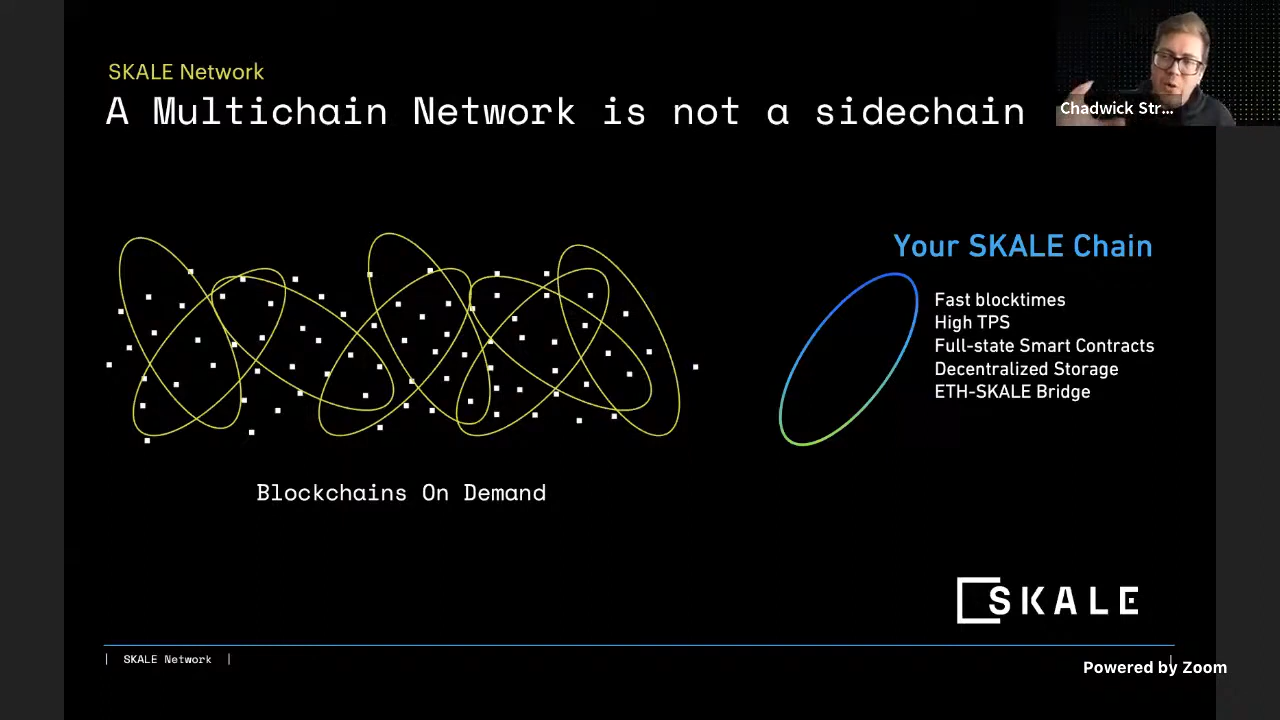 SKALE Network
A Multichain Network is not a sidechain
Chadwick Str...
Your SKALE Chain
Fast blocktimes
High TPS
Full-state Smart Contracts
Decentralized Storage
ETH-SKALE Bridge
Blockchains On Demand
SKALE
| SKALE Network |
Powered by Zoom